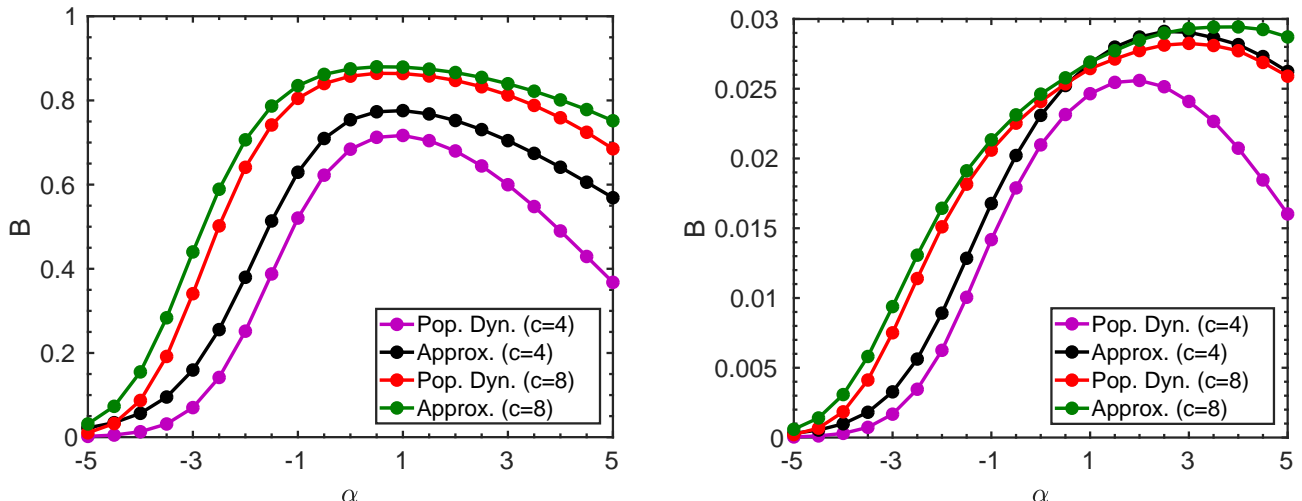 1
0.8
0.6
0.4
0.2
0
B
-5 -3 -1 1 3 5
α
Pop. Dyn. (c=4)
Approx. (c=4)
Pop. Dyn. (c=8)
Approx. (c=8)
0.03
0.025
0.02
0.015
0.01
0.005
0
B
-5 -3 -1 1 3 5
α
Pop. Dyn. (c=4)
Approx. (c=4)
Pop. Dyn. (c=8)
Approx. (c=8)